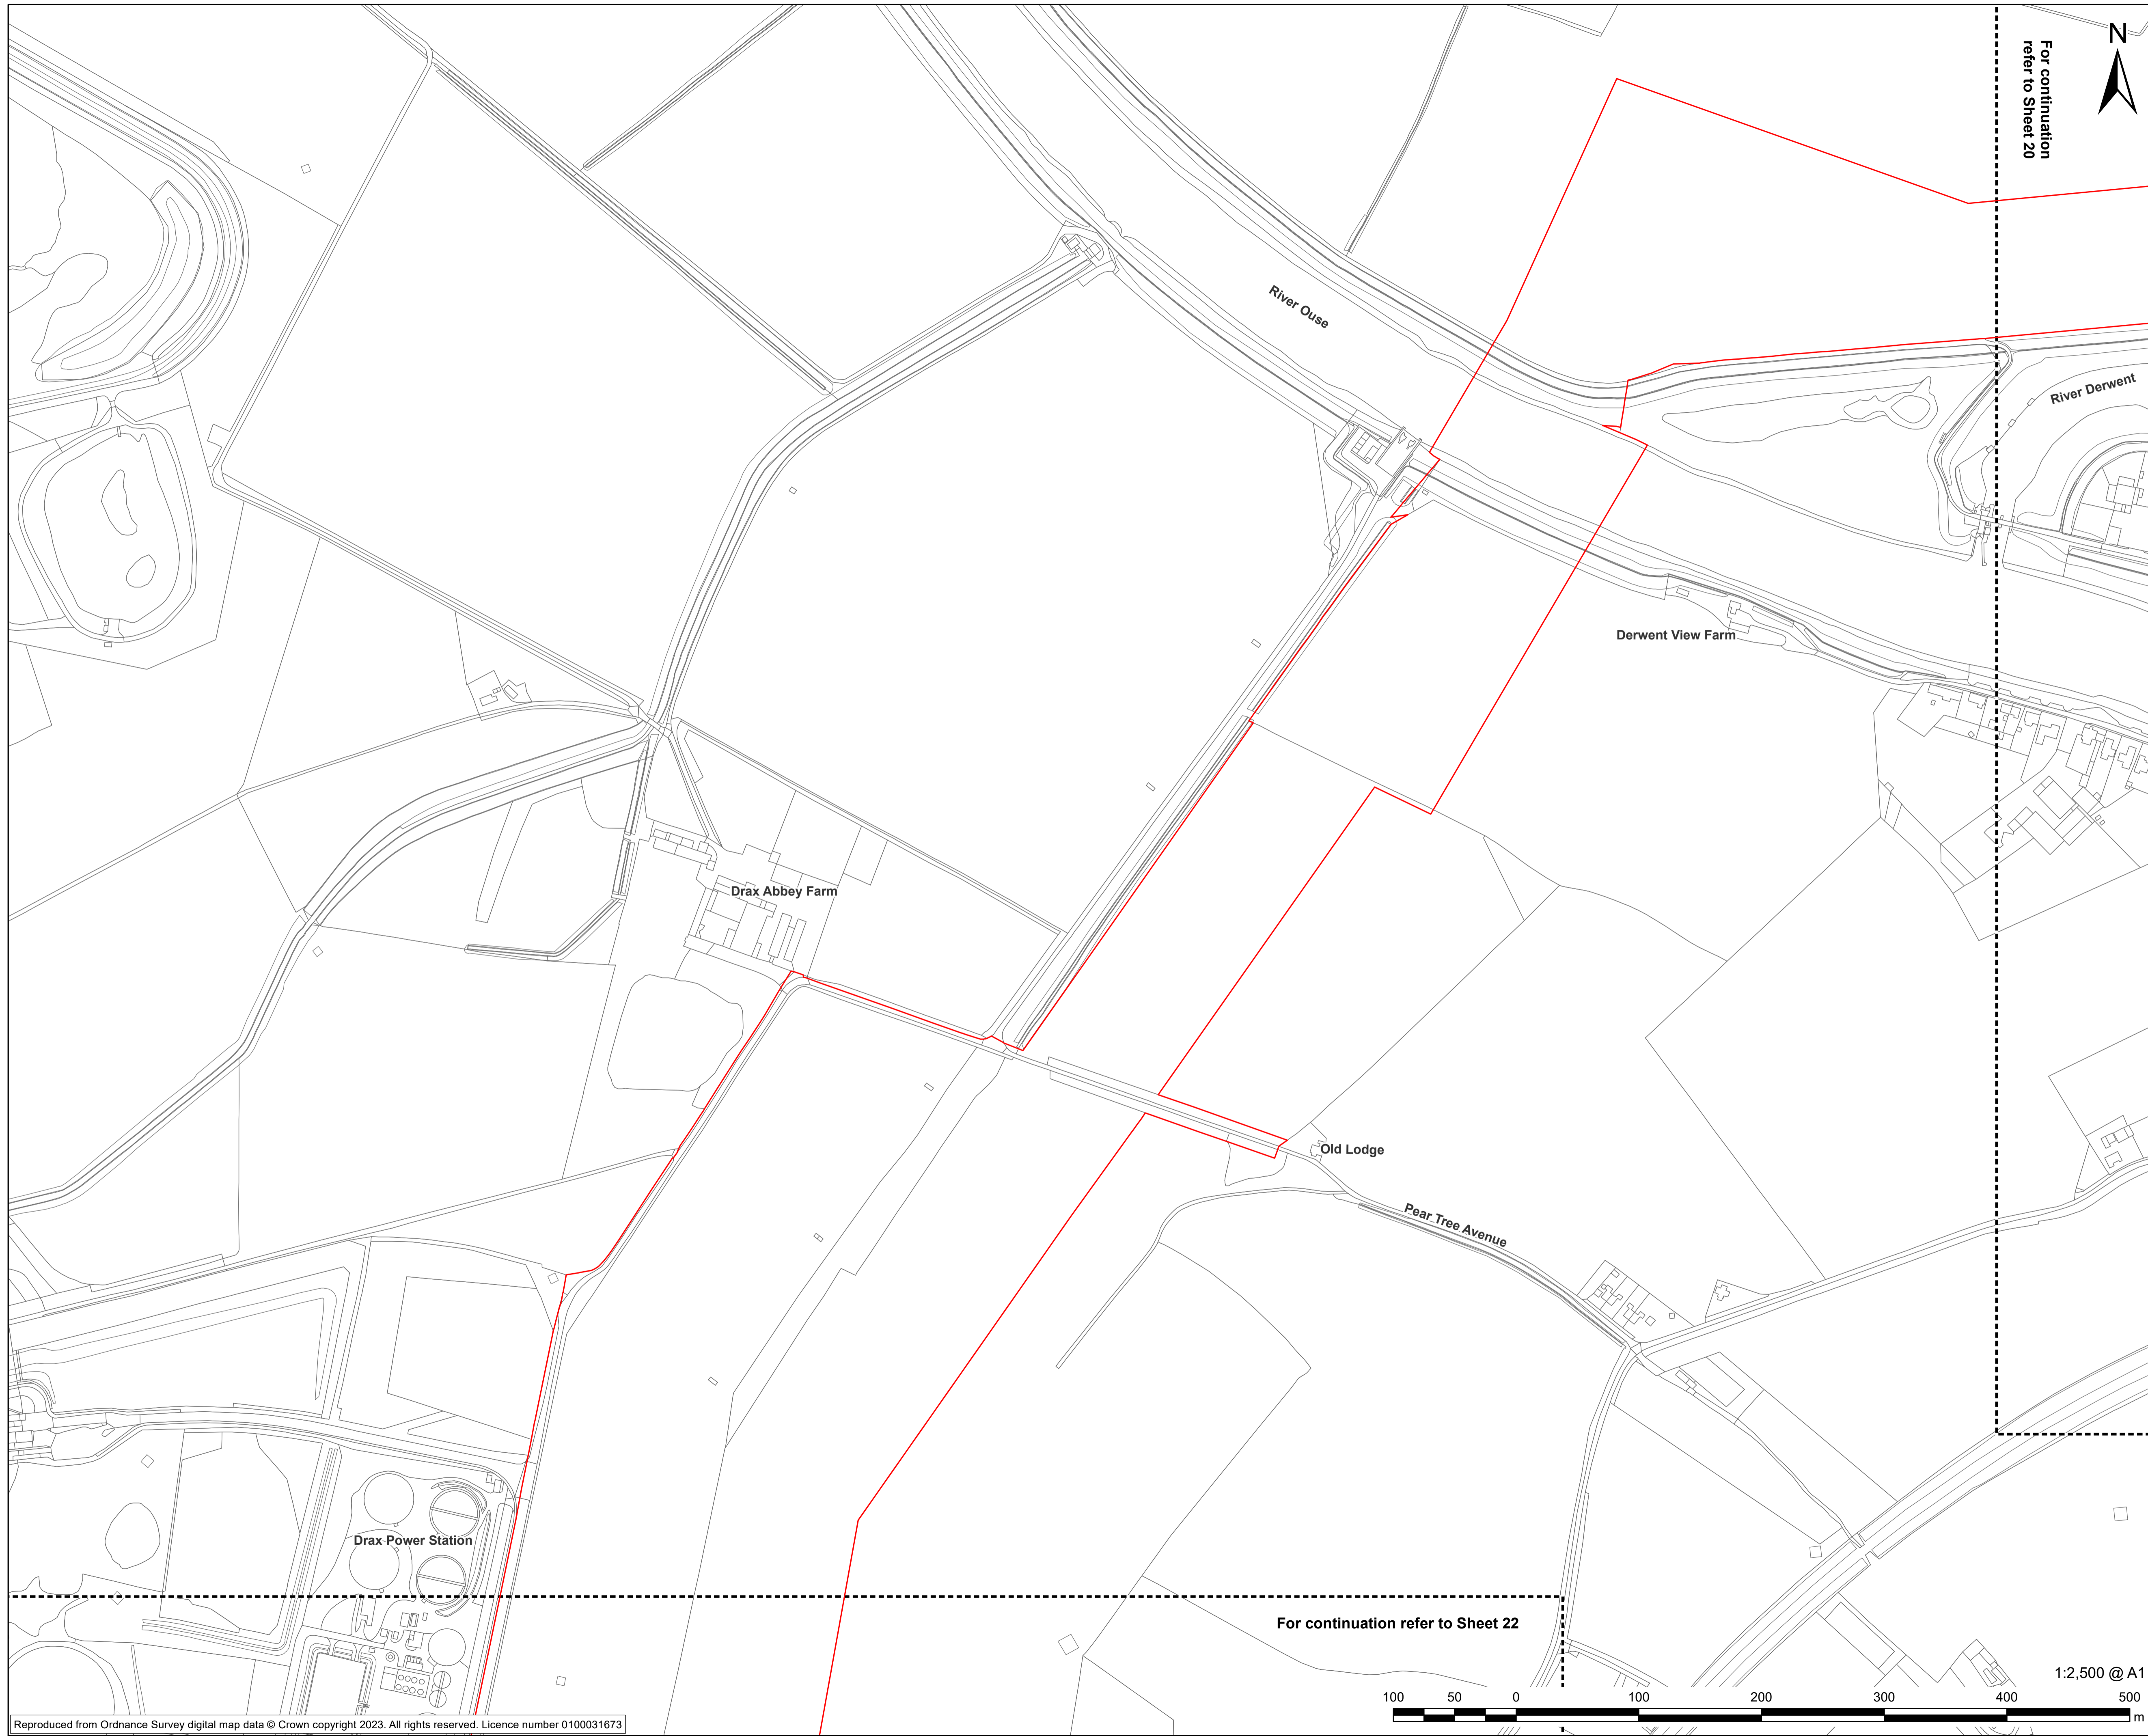 N
For continuation
refer to Sheet 20
River Ouse
River Derwent
Derwent View Farm
Drax Abbey Farm
Old Lodge
Pear Tree Avenue
Drax Power Station
For continuation refer to Sheet 22
1:2,500 @ A1
100 50 0 100 200 300 400 500
m
Reproduced from Ordnance Survey digital map data © Crown copyright 2023. All rights reserved. Licence number 0100031673